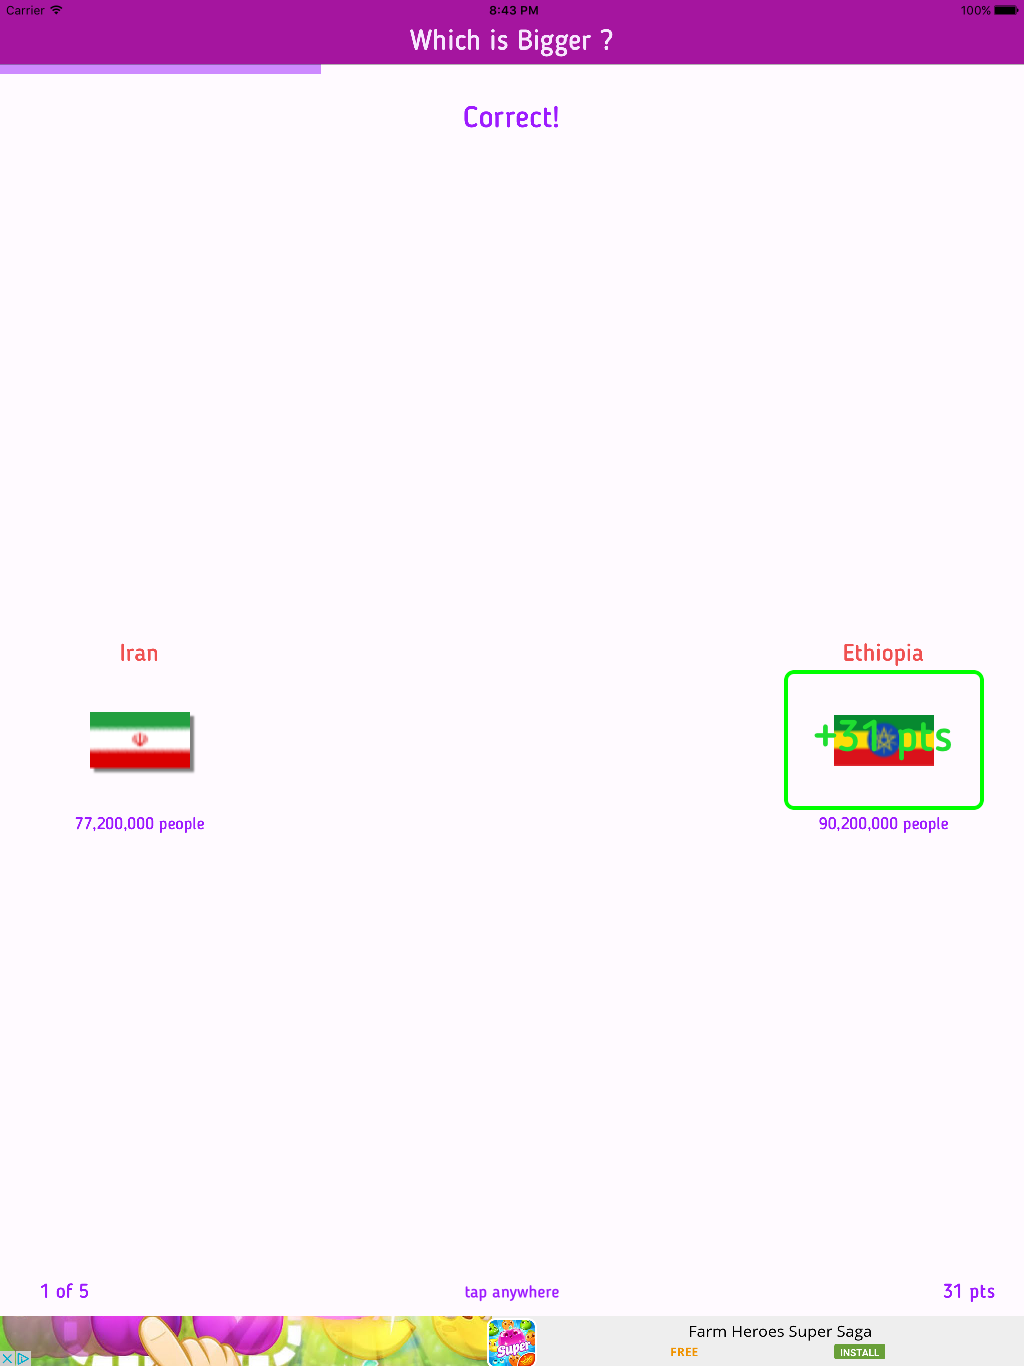 Carrier 8:43 PM 100%
Which is Bigger ?
Correct!
Iran Ethiopia
+31 pts
77,200,000 people 90,200,000 people
1 of 5 tap anywhere 31 pts
Super
Farm Heroes Super Saga
FREE INSTALL